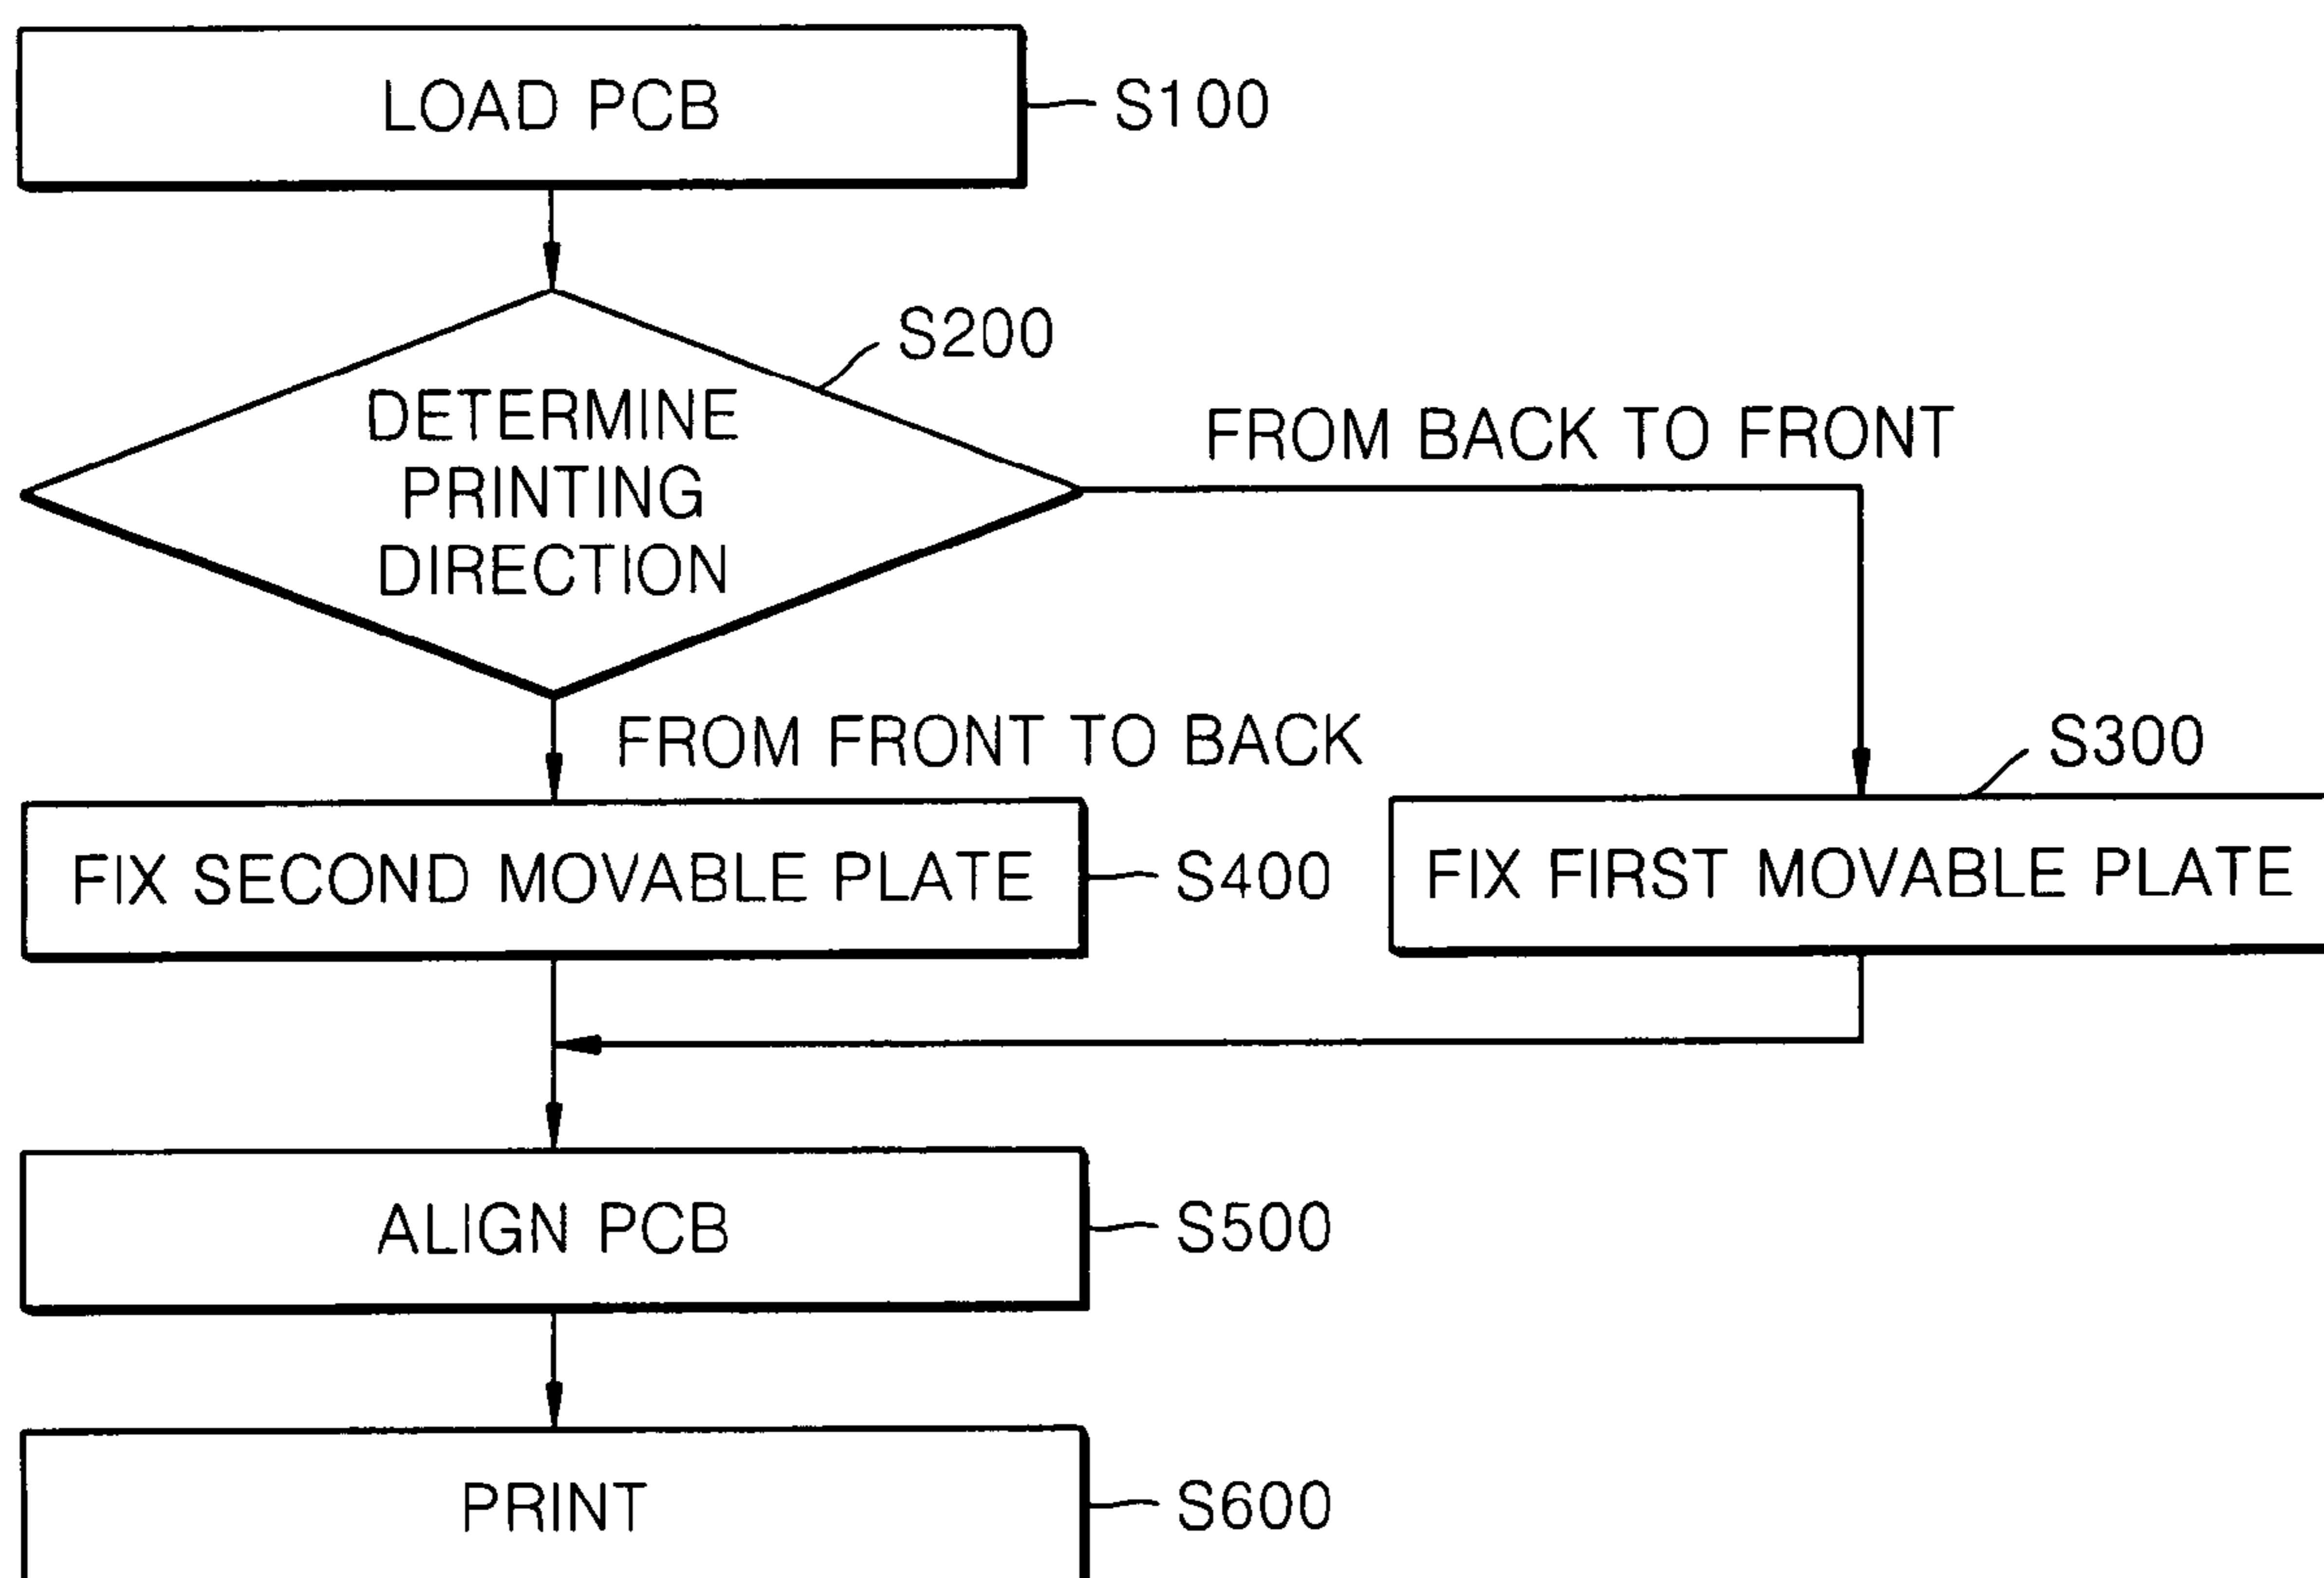 LOAD PCB
S100
S200
DETERMINE
PRINTING
DIRECTION
FROM BACK TO FRONT
FROM FRONT TO BACK
S300
FIX SECOND MOVABLE PLATE
S400
FIX FIRST MOVABLE PLATE
ALIGN PCB
S500
PRINT
S600